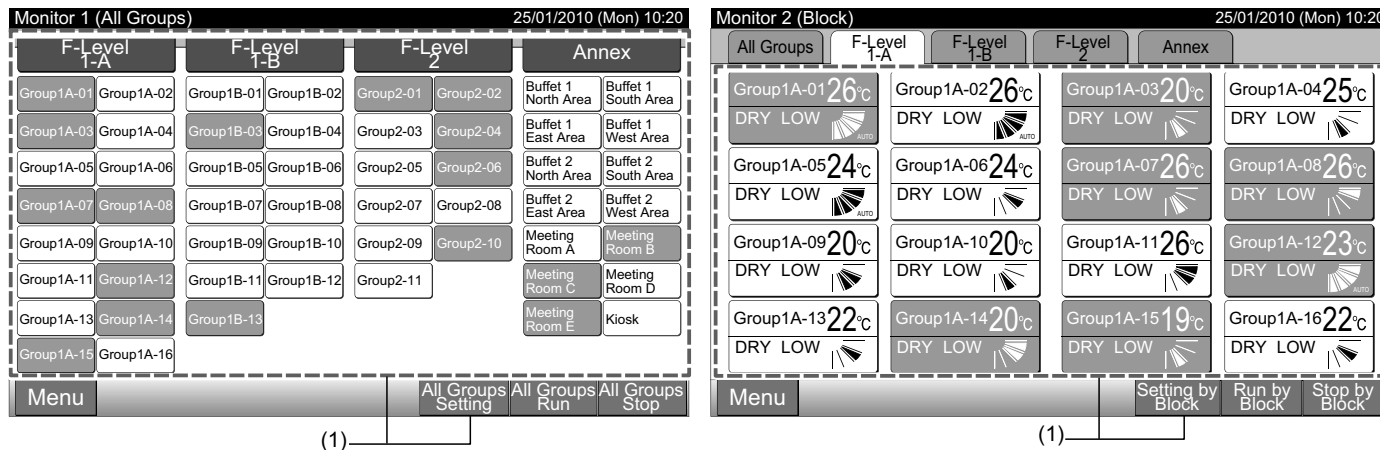 Monitor 1 (All Groups) 25/01/2010 (Mon) 10:20
F-Level 1-A
F-Level 1-B
F-Level 2
Annex
Group1A-01 Group1A-02 Group1B-01 Group1B-02 Group2-01 Group2-02 Buffet 1 North Area Buffet 1 South Area
Group1A-03 Group1A-04 Group1B-03 Group1B-04 Group2-03 Group2-04 Buffet 1 East Area Buffet 1 West Area
Group1A-05 Group1A-06 Group1B-05 Group1B-06 Group2-05 Group2-06 Buffet 2 North Area Buffet 2 South Area
Group1A-07 Group1A-08 Group1B-07 Group1B-08 Group2-07 Group2-08 Buffet 2 East Area Buffet 2 West Area
Group1A-09 Group1A-10 Group1B-09 Group1B-10 Group2-09 Group2-10 Meeting Room A Meeting Room B
Group1A-11 Group1A-12 Group1B-11 Group1B-12 Group2-11 Meeting Room C Meeting Room D
Group1A-13 Group1A-14 Group1B-13 Meeting Room E Kiosk
Group1A-15 Group1A-16
Menu All Groups Setting All Groups Run All Groups Stop
(1)
Monitor 2 (Block) 25/01/2010 (Mon) 10:20
All Groups F-Level 1-A F-Level 1-B F-Level 2 Annex
Group1A-01 26°C Group1A-02 26°C Group1A-03 20°C Group1A-04 25°C
DRY LOW AUTO DRY LOW AUTO DRY LOW DRY LOW
Group1A-05 24°C Group1A-06 24°C Group1A-07 26°C Group1A-08 26°C
DRY LOW AUTO DRY LOW DRY LOW DRY LOW
Group1A-09 20°C Group1A-10 20°C Group1A-11 26°C Group1A-12 23°C
DRY LOW DRY LOW DRY LOW DRY LOW AUTO
Group1A-13 22°C Group1A-14 20°C Group1A-15 19°C Group1A-16 22°C
DRY LOW DRY LOW DRY LOW DRY LOW
Menu Setting by Block Run by Block Stop by Block
(1)